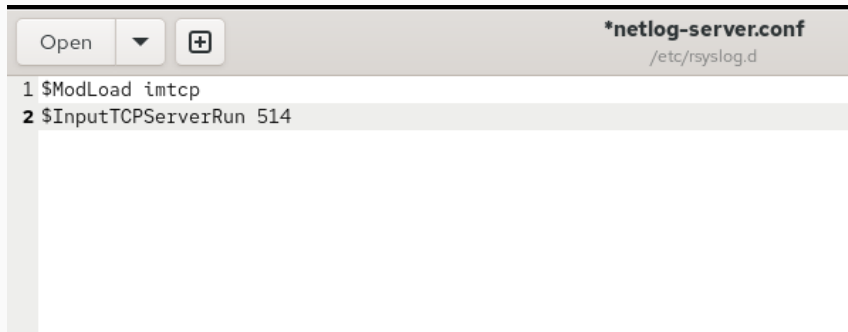 Open
*netlog-server.conf
/etc/rsyslog.d
1 $ModLoad imtcp
2 $InputTCPServerRun 514